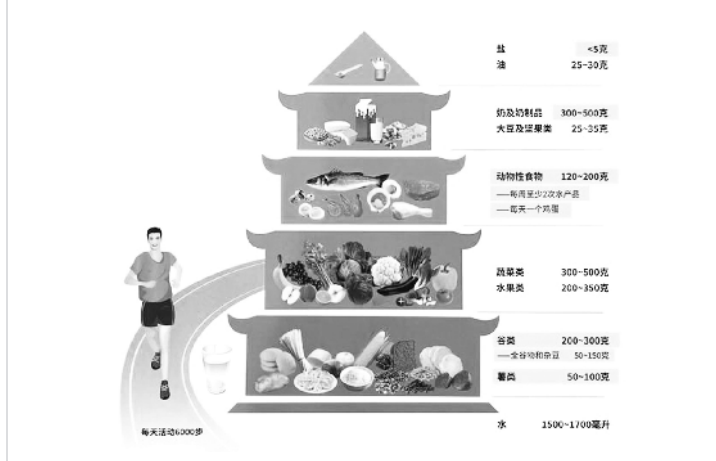 盐 <5克
油 25~30克
奶及奶制品 300~500克
大豆及坚果类 25~35克
动物性食物 120~200克
——每周至少2次水产品
——每天一个鸡蛋
蔬菜类 300~500克
水果类 200~350克
谷类 200~300克
——全谷物和杂豆 50~150克
薯类 50~100克
每天活动6000步
水 1500~1700毫升